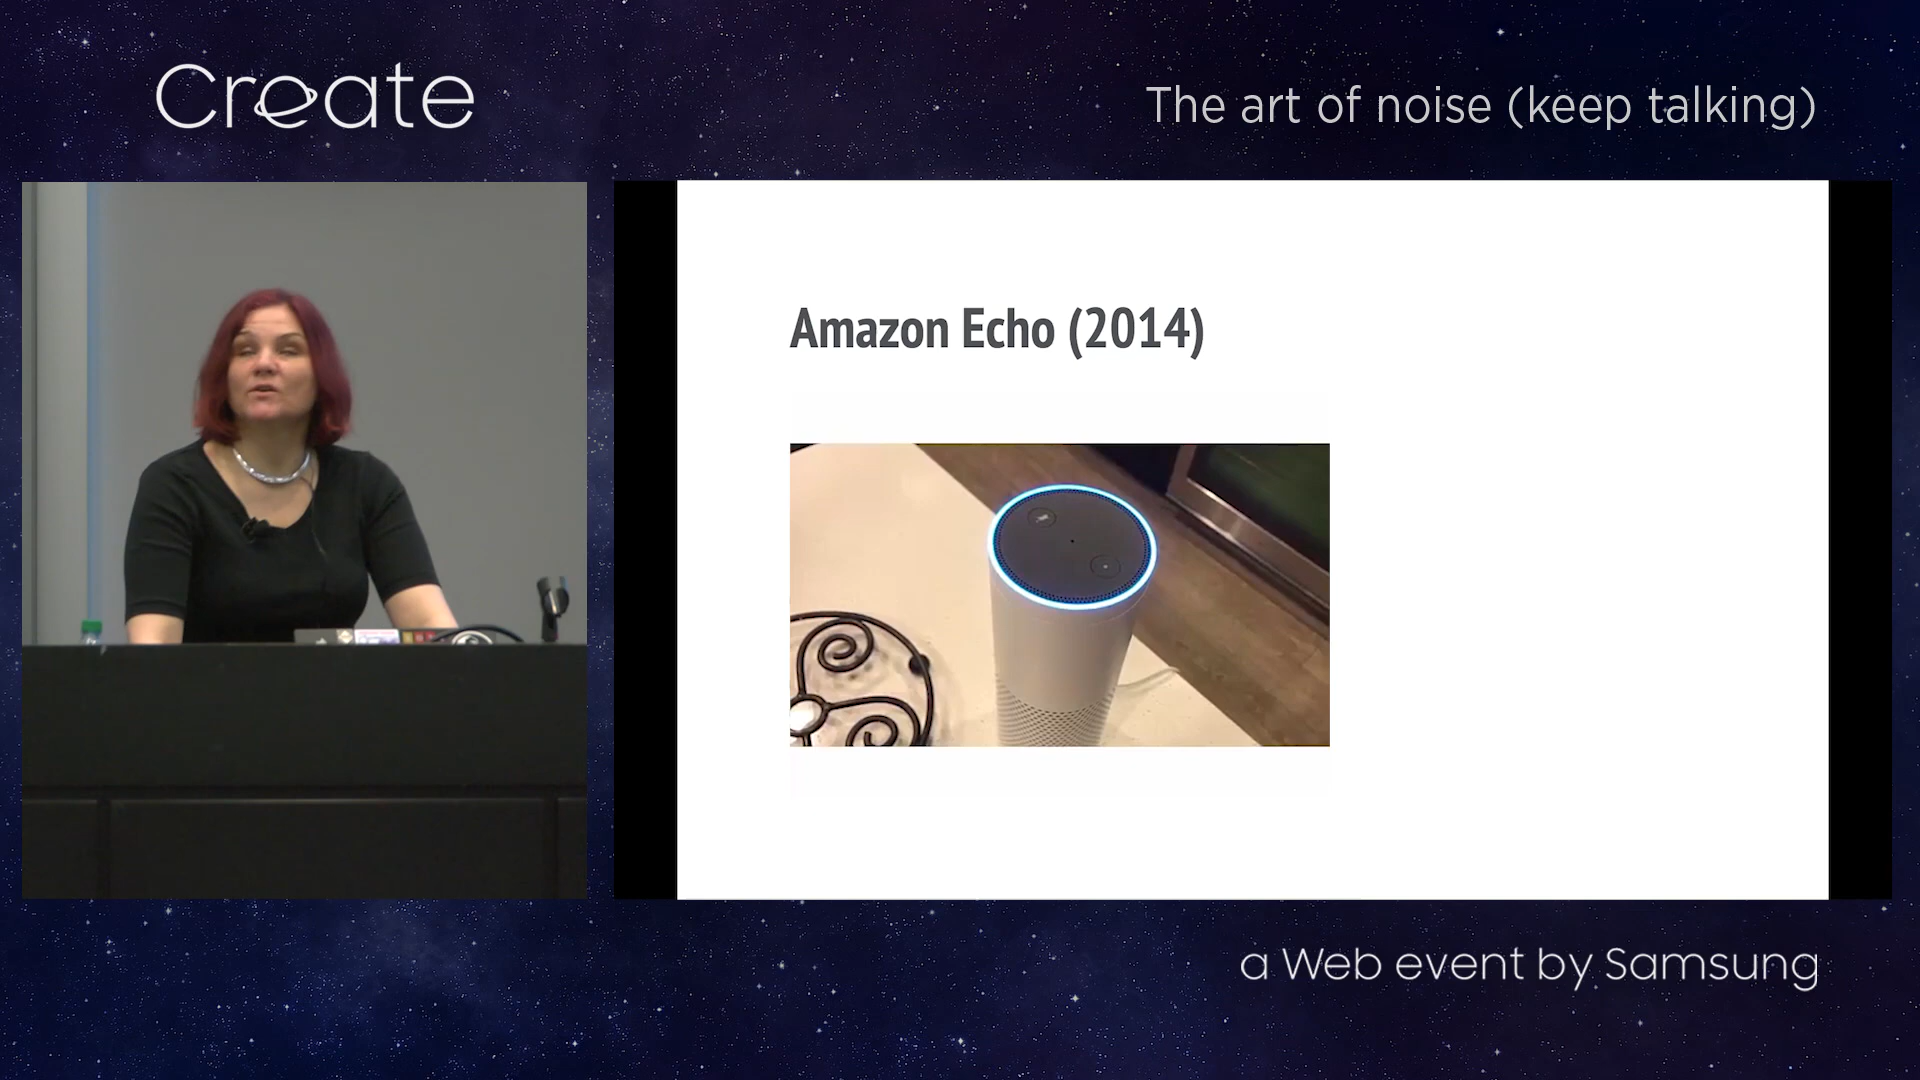 Create
The art of noise (keep talking)
Amazon Echo (2014)
a Web event by Samsung